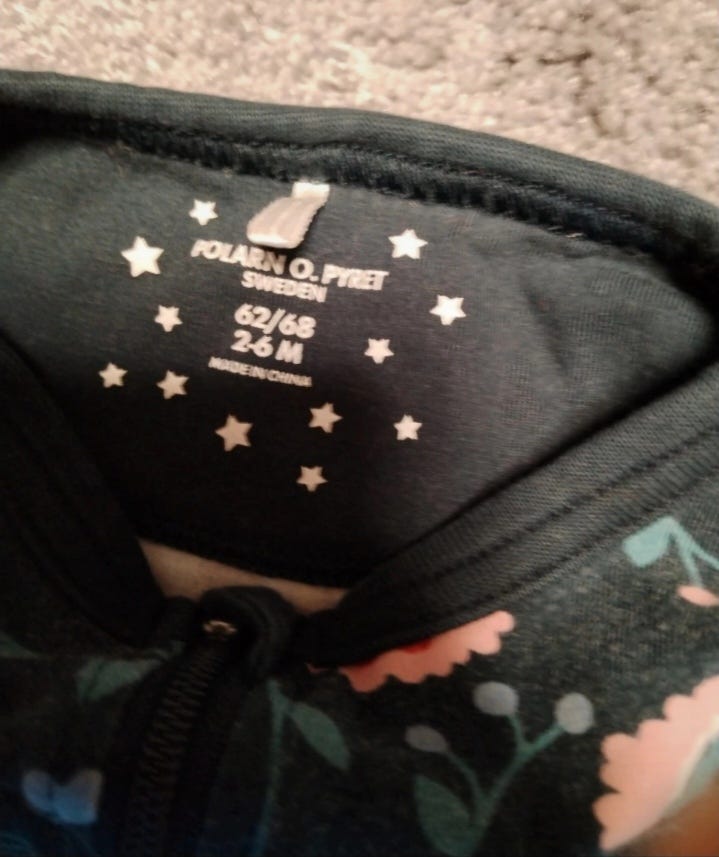 POLARN O. PYRET
SWEDEN
62/68
2-6 M
MADE IN CHINA